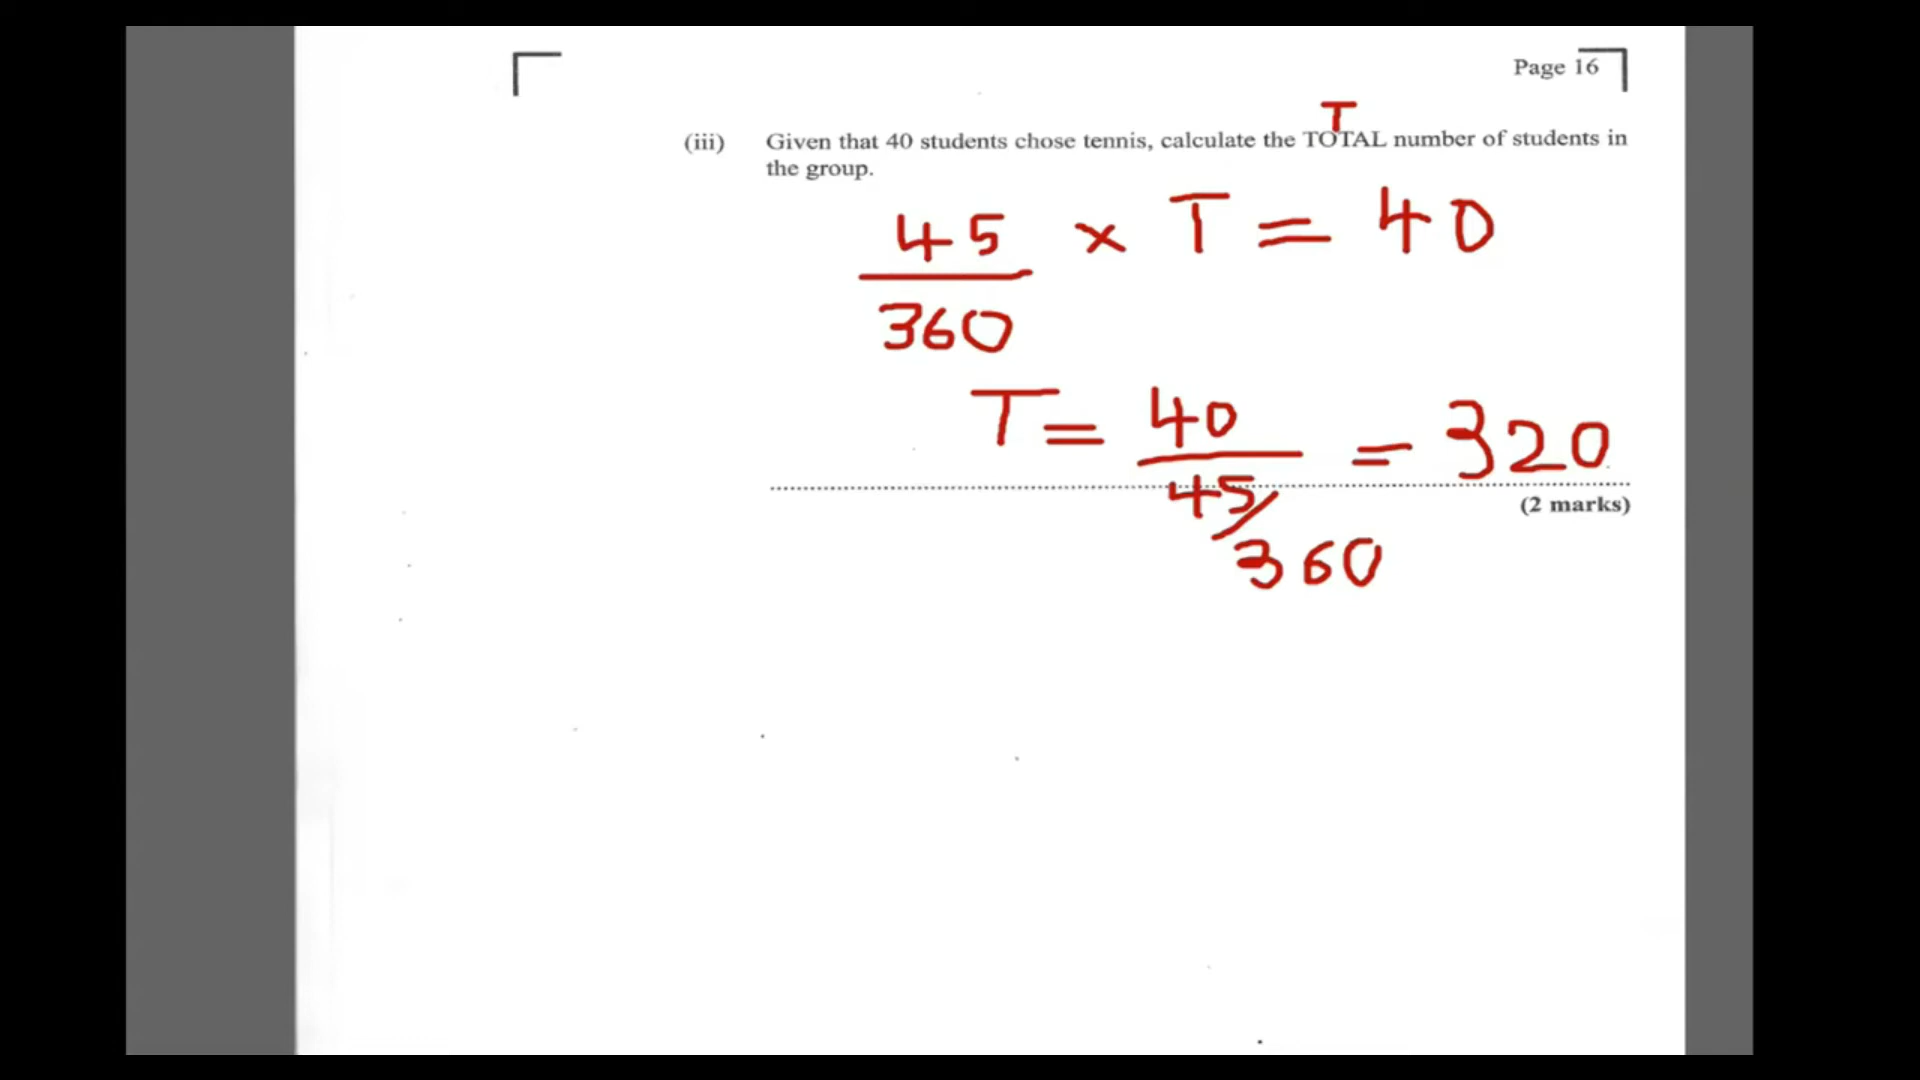 Page 16
T
(iii) Given that 40 students chose tennis, calculate the TOTAL number of students in
the group.
45 × T = 40
360
T = 40 = 320
45/
360
(2 marks)